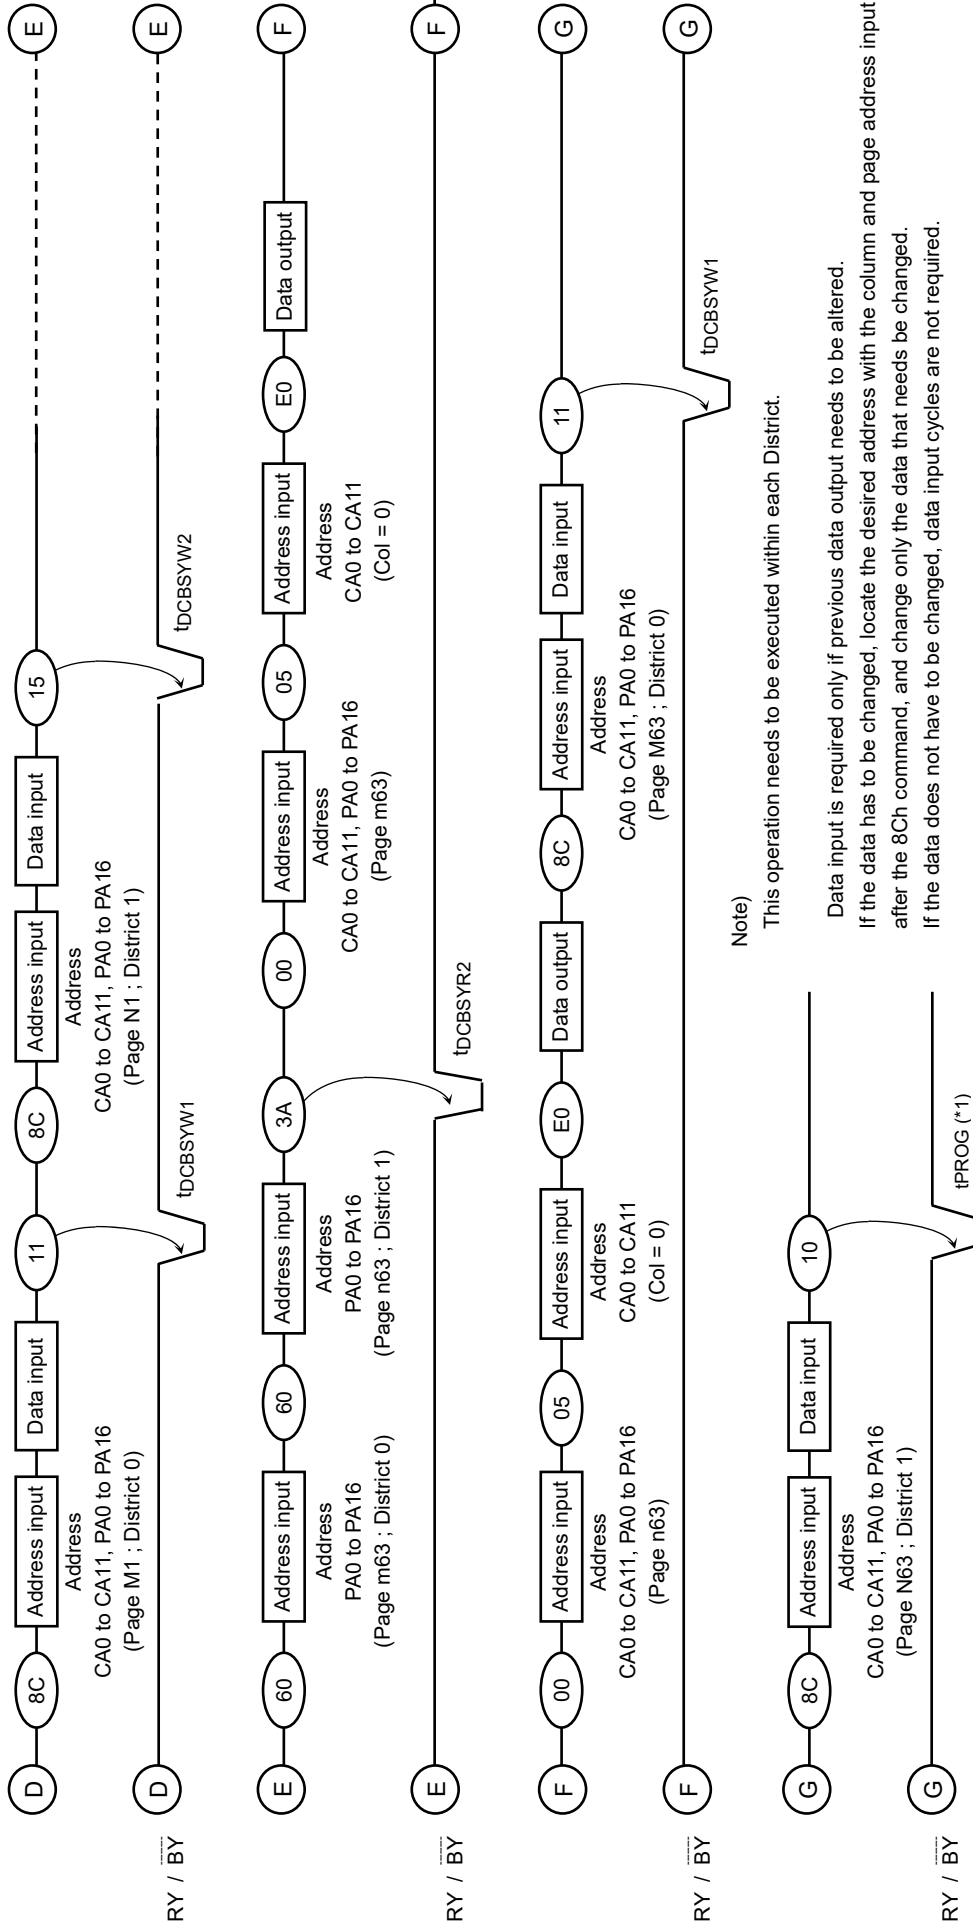 D 8C Address input Data input 11 8C Address input Data input 15 E
Address Address
CA0 to CA11, PA0 to PA16 CA0 to CA11, PA0 to PA16
(Page M1 ; District 0) (Page N1 ; District 1)
tDCBSYW1 tDCBSYW2
RY / BY D E
E 60 Address input 60 Address input 3A 00 Address input 05 Address input E0 Data output F
Address Address Address Address
PA0 to PA16 PA0 to PA16 CA0 to CA11, PA0 to PA16 CA0 to CA11
(Page m63 ; District 0) (Page n63 ; District 1) (Page m63) (Col = 0)
tDCBSYR2
RY / BY E F
F 00 Address input 05 Address input E0 Data output 8C Address input Data input 11 G
Address Address Address
CA0 to CA11, PA0 to PA16 CA0 to CA11 CA0 to CA11, PA0 to PA16
(Page n63) (Col = 0) (Page M63 ; District 0)
tDCBSYW1
RY / BY F G
G 8C Address input Data input 10
Address
CA0 to CA11, PA0 to PA16
(Page N63 ; District 1)
tPROG (*1)
RY / BY G
Note)
This operation needs to be executed within each District.
Data input is required only if previous data output needs to be altered.
If the data has to be changed, locate the desired address with the column and page address input
after the 8Ch command, and change only the data that needs be changed.
If the data does not have to be changed, data input cycles are not required.